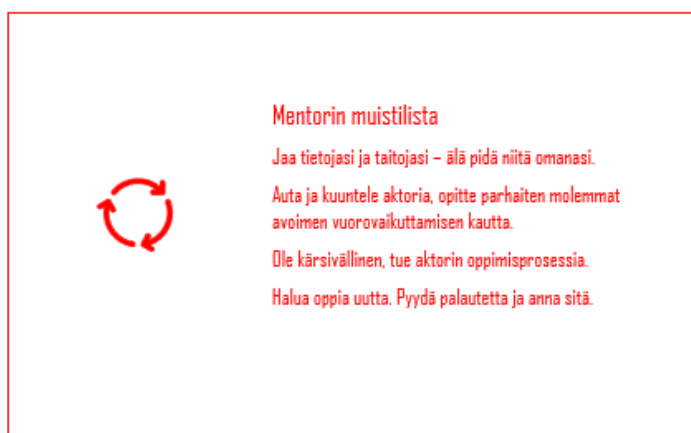 Mentorin muistilista
Jaa tietojasi ja taitojasi – älä pidä niitä omanasi.
Auta ja kuuntele aktoria, opitte parhaiten molemmat
avoimen vuorovaikuttamisen kautta.
Ole kärsivällinen, tue aktorin oppimisprosessia.
Halua oppia uutta. Pyydä palautetta ja anna sitä.